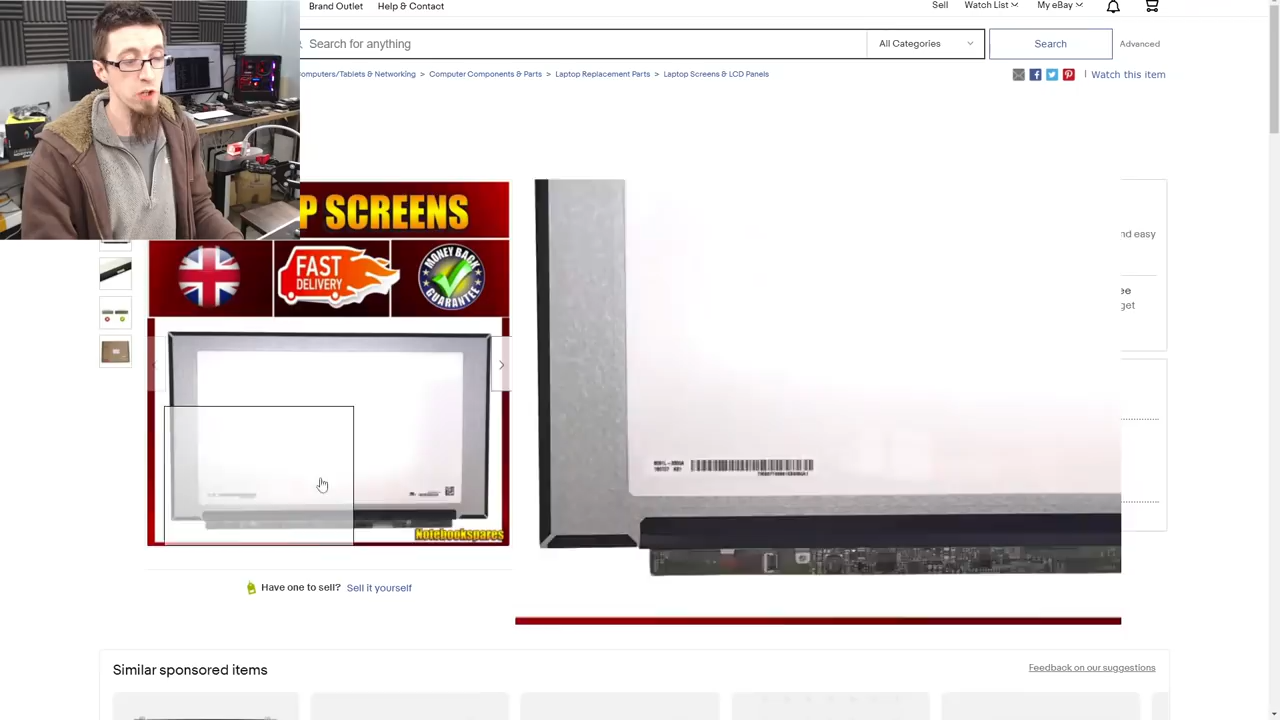 Brand Outlet
Help & Contact
Sell
Watch List
My eBay
Search for anything
All Categories
Search
Advanced
omputers/Tablets & Networking > Computer Components & Parts > Laptop Replacement Parts > Laptop Screens & LCD Panels
Watch this item
P SCREENS
FAST
DELIVERY
MONEY BACK
GUARANTEE
nd easy
ee
get
Notebookspares
Have one to sell? Sell it yourself
Similar sponsored items
Feedback on our suggestions